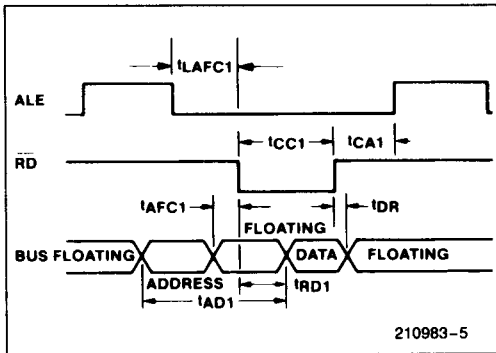 tLAFC1
ALE
tCC1
tCA1
RD
tAFC1
tDR
FLOATING
BUS FLOATING
DATA
FLOATING
ADDRESS
tRD1
tAD1
210983-5